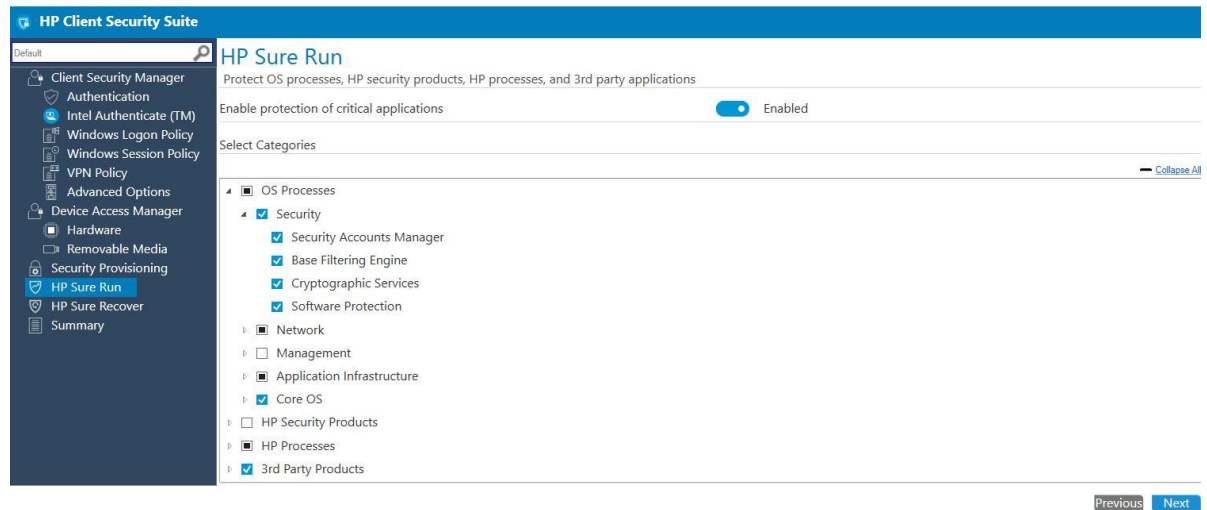 HP Client Security Suite
Default
Client Security Manager
Authentication
Intel Authenticate (TM)
Windows Logon Policy
Windows Session Policy
VPN Policy
Advanced Options
Device Access Manager
Hardware
Removable Media
Security Provisioning
HP Sure Run
HP Sure Recover
Summary
HP Sure Run
Protect OS processes, HP security products, HP processes, and 3rd party applications
Enable protection of critical applications Enabled
Select Categories
Collapse All
OS Processes
Security
Security Accounts Manager
Base Filtering Engine
Cryptographic Services
Software Protection
Network
Management
Application Infrastructure
Core OS
HP Security Products
HP Processes
3rd Party Products
Previous Next